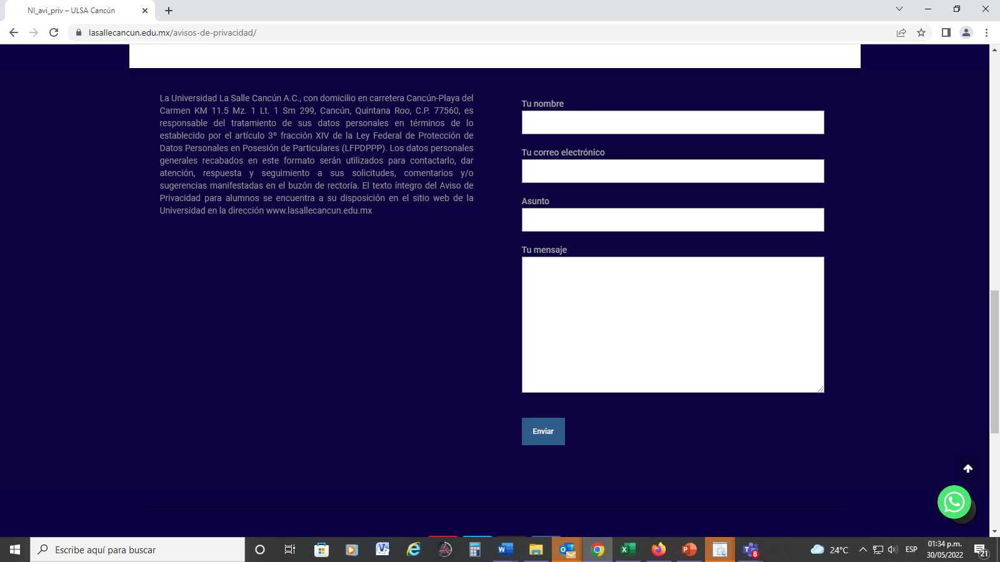 NI_avi_priv – ULSA Cancún
lasallecancun.edu.mx/avisos-de-privacidad/
La Universidad La Salle Cancún A.C., con domicilio en carretera Cancún-Playa del
Carmen KM 11.5 Mz. 1 Lt. 1 Sm 299, Cancún, Quintana Roo, C.P. 77560, es
responsable del tratamiento de sus datos personales en términos de lo
establecido por el artículo 3º fracción XIV de la Ley Federal de Protección de
Datos Personales en Posesión de Particulares (LFPDPPP). Los datos personales
generales recabados en este formato serán utilizados para contactarlo, dar
atención, respuesta y seguimiento a sus solicitudes, comentarios y/o
sugerencias manifestadas en el buzón de rectoría. El texto íntegro del Aviso de
Privacidad para alumnos se encuentra a su disposición en el sitio web de la
Universidad en la dirección www.lasallecancun.edu.mx
Tu nombre
Tu correo electrónico
Asunto
Tu mensaje
Enviar
Escribe aquí para buscar
24°C
ESP
01:34 p.m.
30/05/2022
8
21